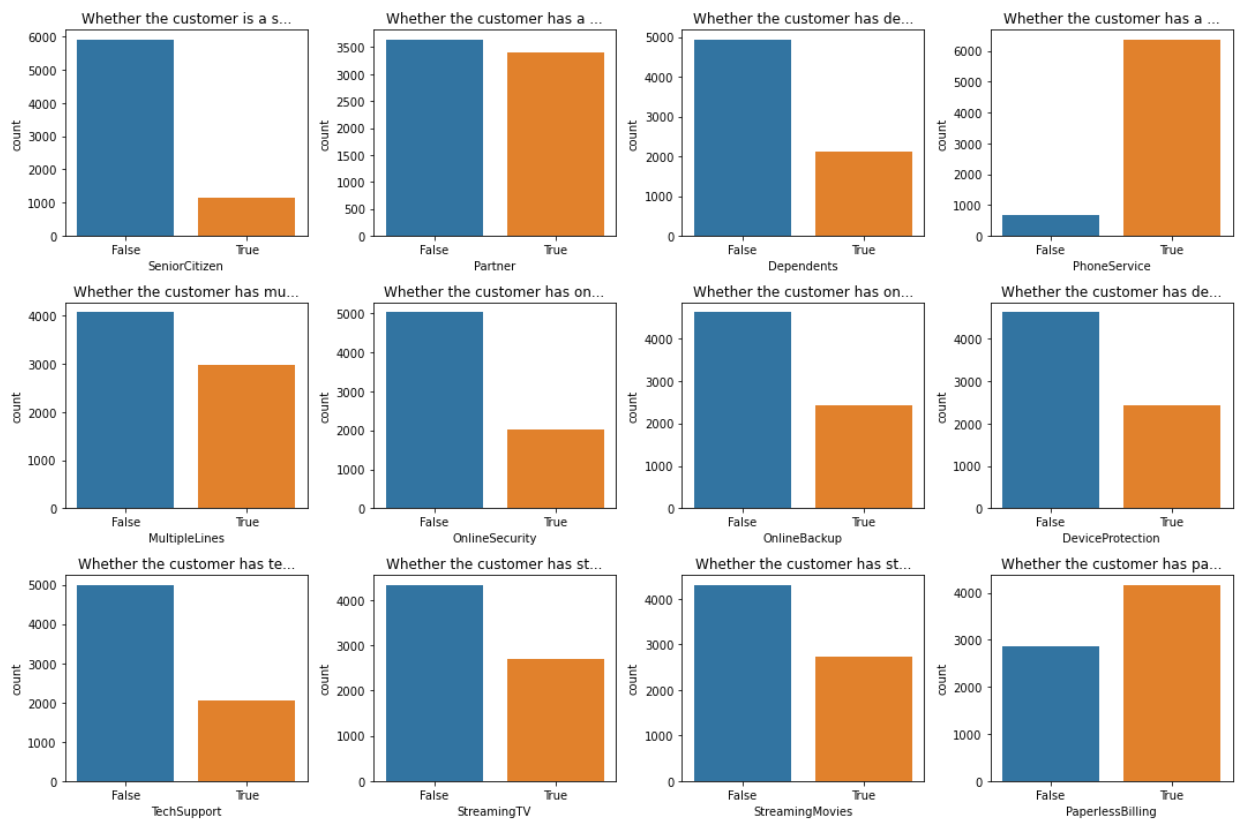 Whether the customer is a s...
6000
5000
4000
3000
2000
1000
0
count
False True
SeniorCitizen
Whether the customer has a ...
3500
3000
2500
2000
1500
1000
500
0
count
False True
Partner
Whether the customer has de...
5000
4000
3000
2000
1000
0
count
False True
Dependents
Whether the customer has a ...
6000
5000
4000
3000
2000
1000
0
count
False True
PhoneService
Whether the customer has mu...
4000
3000
2000
1000
0
count
False True
MultipleLines
Whether the customer has on...
5000
4000
3000
2000
1000
0
count
False True
OnlineSecurity
Whether the customer has on...
4000
3000
2000
1000
0
count
False True
OnlineBackup
Whether the customer has de...
4000
3000
2000
1000
0
count
False True
DeviceProtection
Whether the customer has te...
5000
4000
3000
2000
1000
0
count
False True
TechSupport
Whether the customer has st...
4000
3000
2000
1000
0
count
False True
StreamingTV
Whether the customer has st...
4000
3000
2000
1000
0
count
False True
StreamingMovies
Whether the customer has pa...
4000
3000
2000
1000
0
count
False True
PaperlessBilling